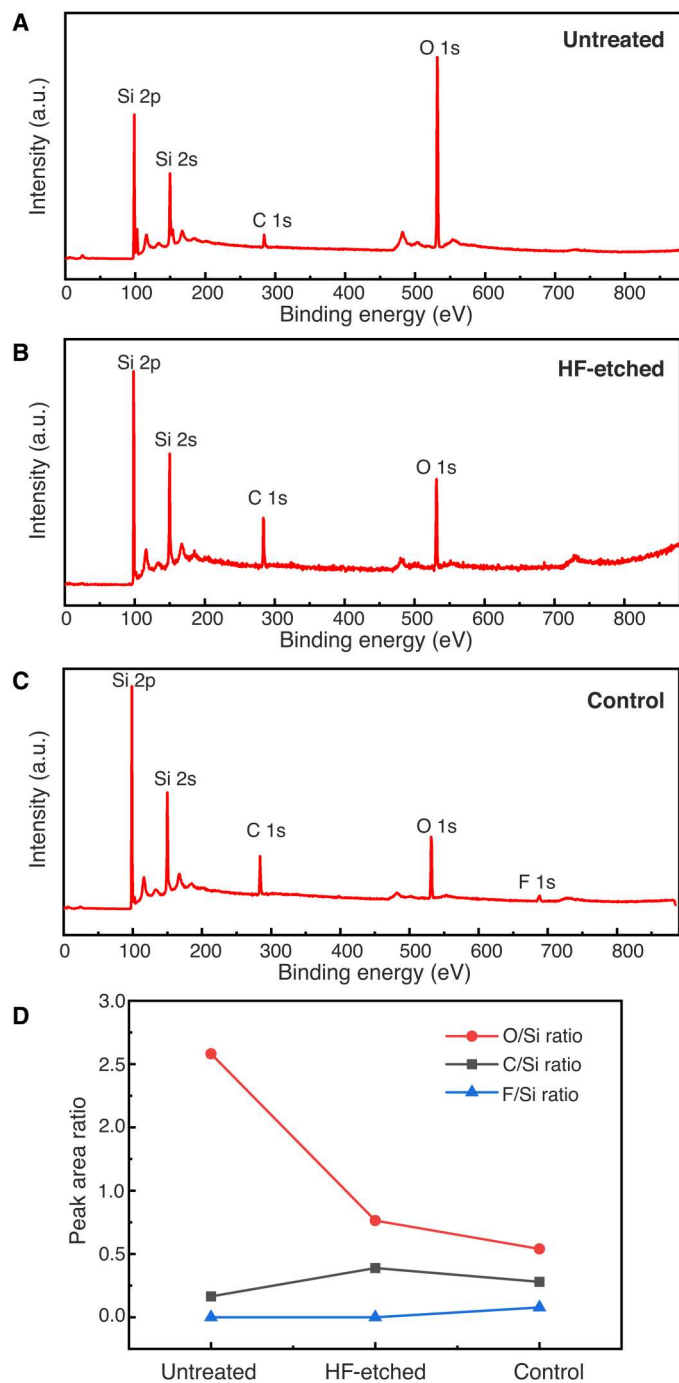 A
Untreated
O 1s
Si 2p
Si 2s
C 1s
Intensity (a.u.)
0 100 200 300 400 500 600 700 800
Binding energy (eV)
B
HF-etched
Si 2p
Si 2s
C 1s
O 1s
Intensity (a.u.)
0 100 200 300 400 500 600 700 800
Binding energy (eV)
C
Control
Si 2p
Si 2s
C 1s
O 1s
F 1s
Intensity (a.u.)
0 100 200 300 400 500 600 700 800
Binding energy (eV)
D
3.0
2.5
2.0
1.0
0.5
0.0
Peak area ratio
O/Si ratio
C/Si ratio
F/Si ratio
Untreated HF-etched Control